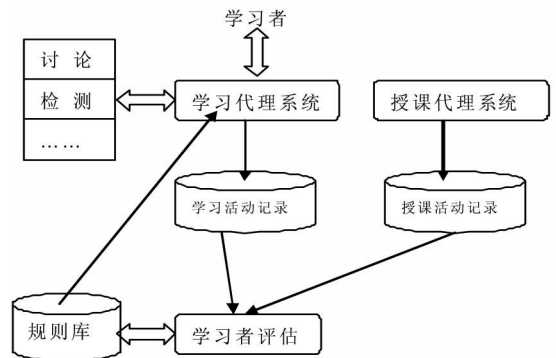 学习者
讨 论
检 测
……
学习代理系统
授课代理系统
学习活动记录
授课活动记录
规则库
学习者评估